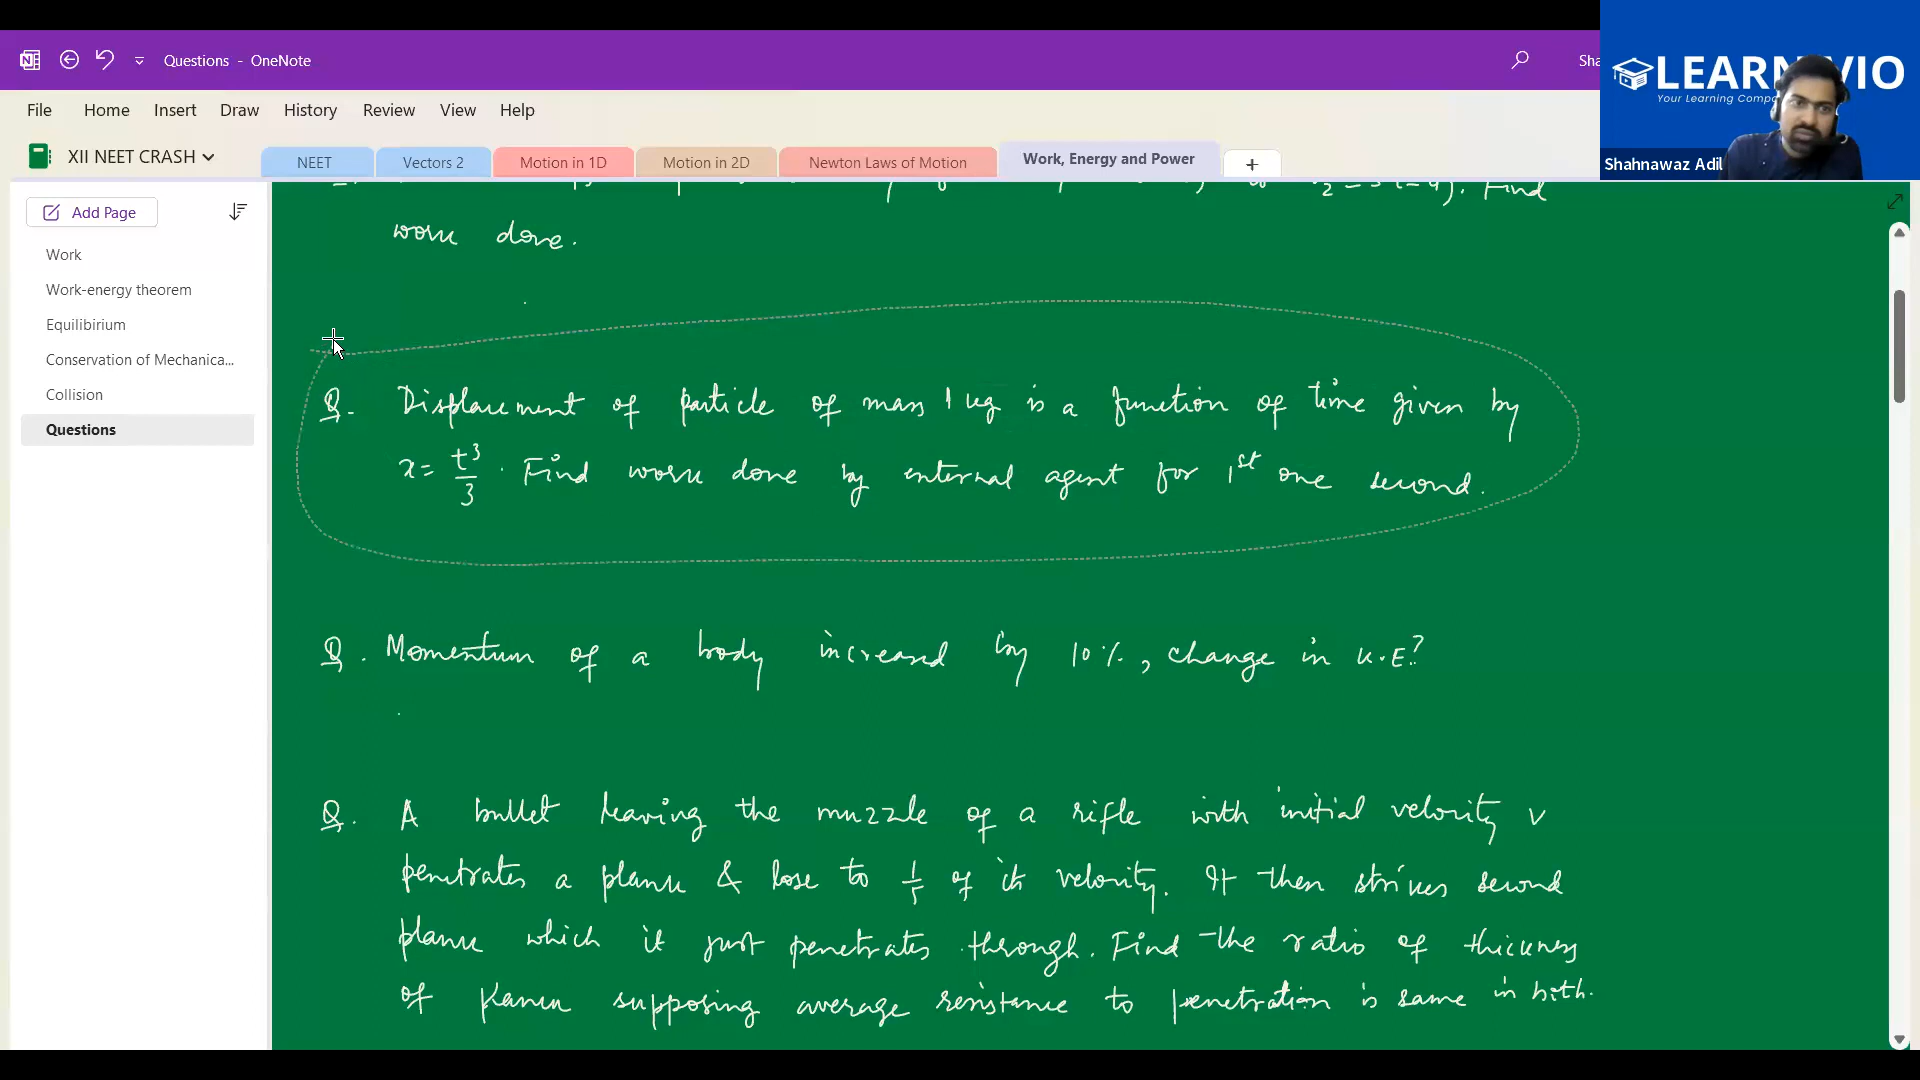 Questions - OneNote
Sha
LEARNVIO
Your Learning Compa
Shahnawaz Adil
File Home Insert Draw History Review View Help
XII NEET CRASH
NEET Vectors 2 Motion in 1D Motion in 2D Newton Laws of Motion Work, Energy and Power +
Add Page
Work
Work-energy theorem
Equilibirium
Conservation of Mechanica...
Collision
Questions
Find
work done.
Q. Displacement of particle of mass 1 kg is a function of time given by
x = t³/3 . Find work done by external agent for 1st one second.
Q. Momentum of a body increased by 10%, change in K.E?
Q. A bullet leaving the muzzle of a rifle with initial velocity v
penetrates a plank & lose to 1/5 of its velocity. It then strikes second
plank which it just penetrates through. Find the ratio of thickness
of planks supposing average resistance to penetration is same in both.